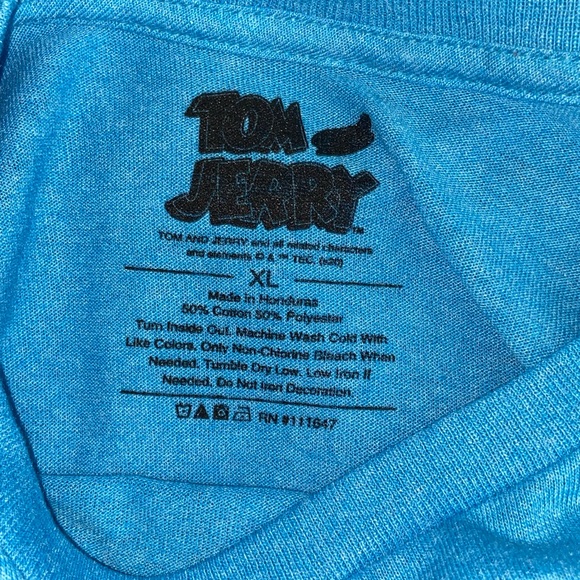 TOM and
JERRY™
TOM AND JERRY and all related characters
and elements © & ™ TEC. (s20)
XL
Made in Honduras
50% Cotton 50% Polyester
Turn Inside Out. Machine Wash Cold With
Like Colors. Only Non-Chlorine Bleach When
Needed. Tumble Dry Low. Low Iron If
Needed. Do Not Iron Decoration.
RN #111647